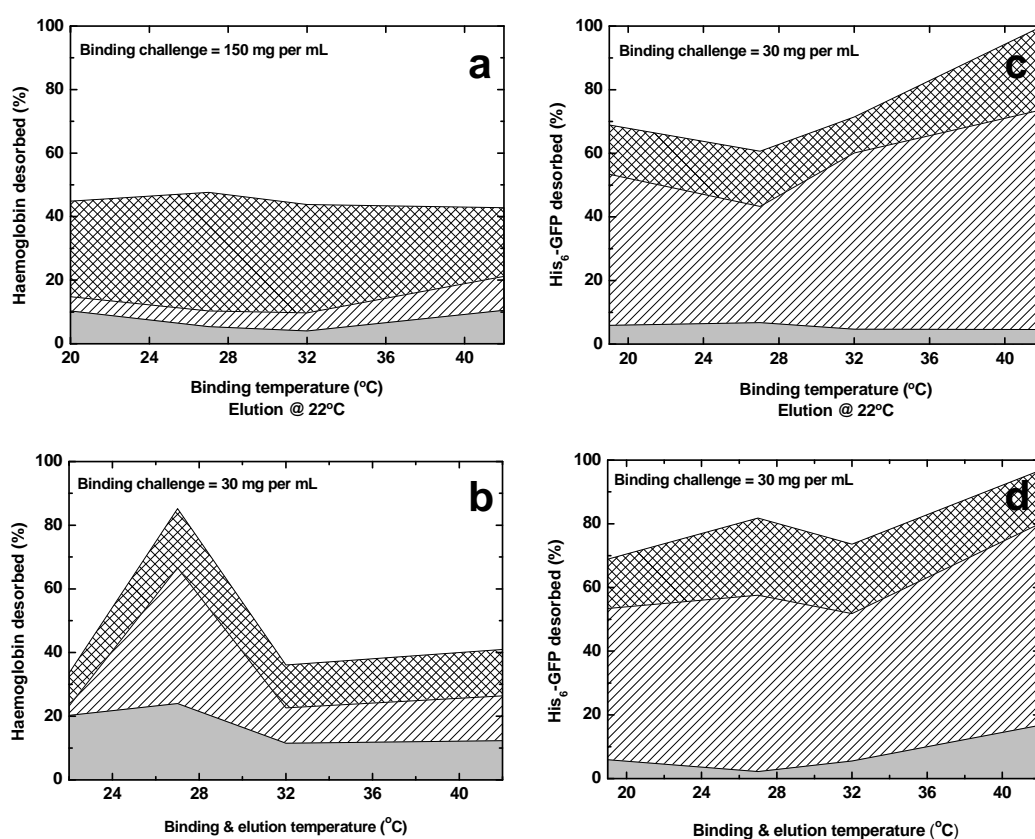 Binding challenge = 150 mg per mL
a
Haemoglobin desorbed (%)
100
80
60
40
20
0
20 24 28 32 36 40
Binding temperature (ºC)
Elution @ 22ºC
Binding challenge = 30 mg per mL
c
His6-GFP desorbed (%)
100
80
60
40
20
0
20 24 28 32 36 40
Binding temperature (ºC)
Elution @ 22ºC
Binding challenge = 30 mg per mL
b
Haemoglobin desorbed (%)
100
80
60
40
20
0
24 28 32 36 40
Binding & elution temperature (°C)
Binding challenge = 30 mg per mL
d
His6-GFP desorbed (%)
100
80
60
40
20
0
20 24 28 32 36 40
Binding & elution temperature (°C)